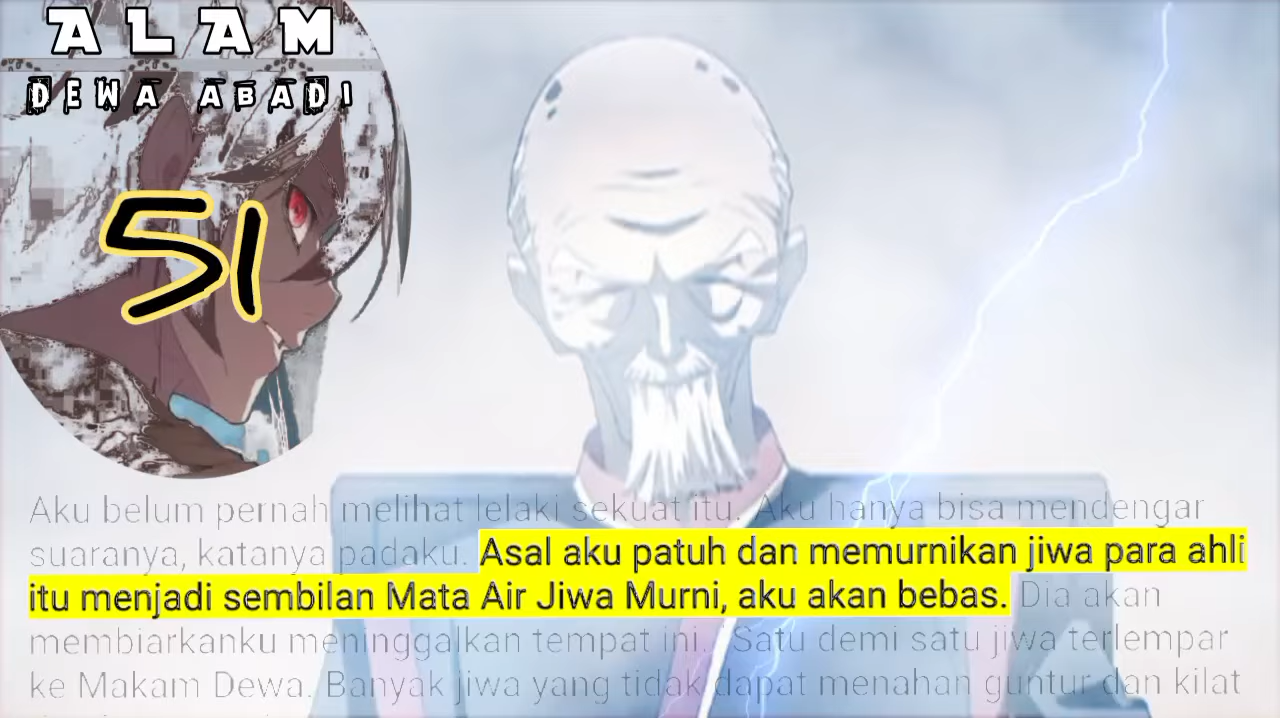 ALAM
DEWA ABADI
51
Aku belum pernah melihat lelaki sekuat itu. Aku hanya bisa mendengar
suaranya, katanya padaku. Asal aku patuh dan memurnikan jiwa para ahli
itu menjadi sembilan Mata Air Jiwa Murni, aku akan bebas. Dia akan
membiarkanku meninggalkan tempat ini." Satu demi satu jiwa terlempar
ke Makam Dewa. Banyak jiwa yang tidak dapat menahan guntur dan kilat